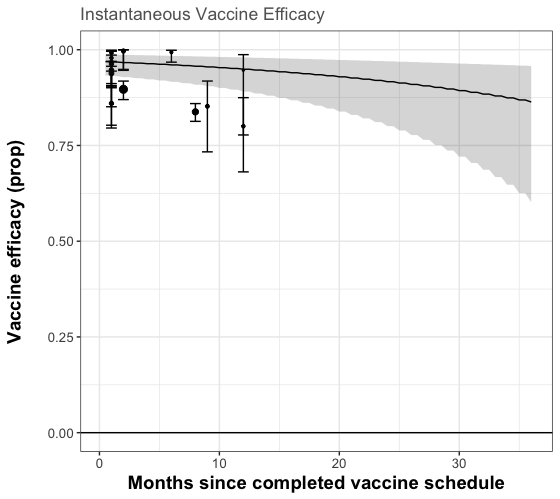 Instantaneous Vaccine Efficacy
Vaccine efficacy (prop)
1.00
0.75
0.50
0.25
0.00
0 10 20 30
Months since completed vaccine schedule